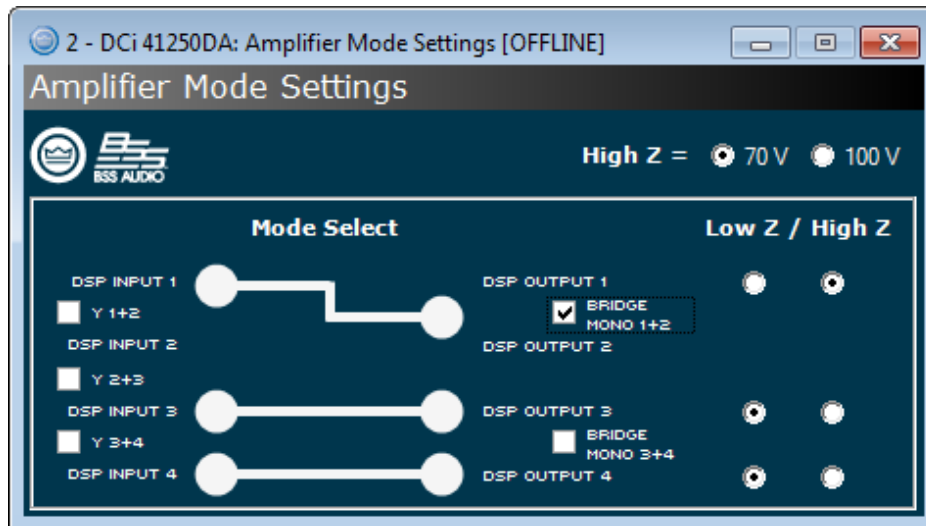 2 - DCi 41250DA: Amplifier Mode Settings [OFFLINE]
Amplifier Mode Settings
BSS AUDIO
High Z = 70 V 100 V
Mode Select Low Z / High Z
DSP INPUT 1 DSP OUTPUT 1
Y 1+2 BRIDGE
MONO 1+2
DSP INPUT 2 DSP OUTPUT 2
Y 2+3
DSP INPUT 3 DSP OUTPUT 3
Y 3+4 BRIDGE
MONO 3+4
DSP INPUT 4 DSP OUTPUT 4